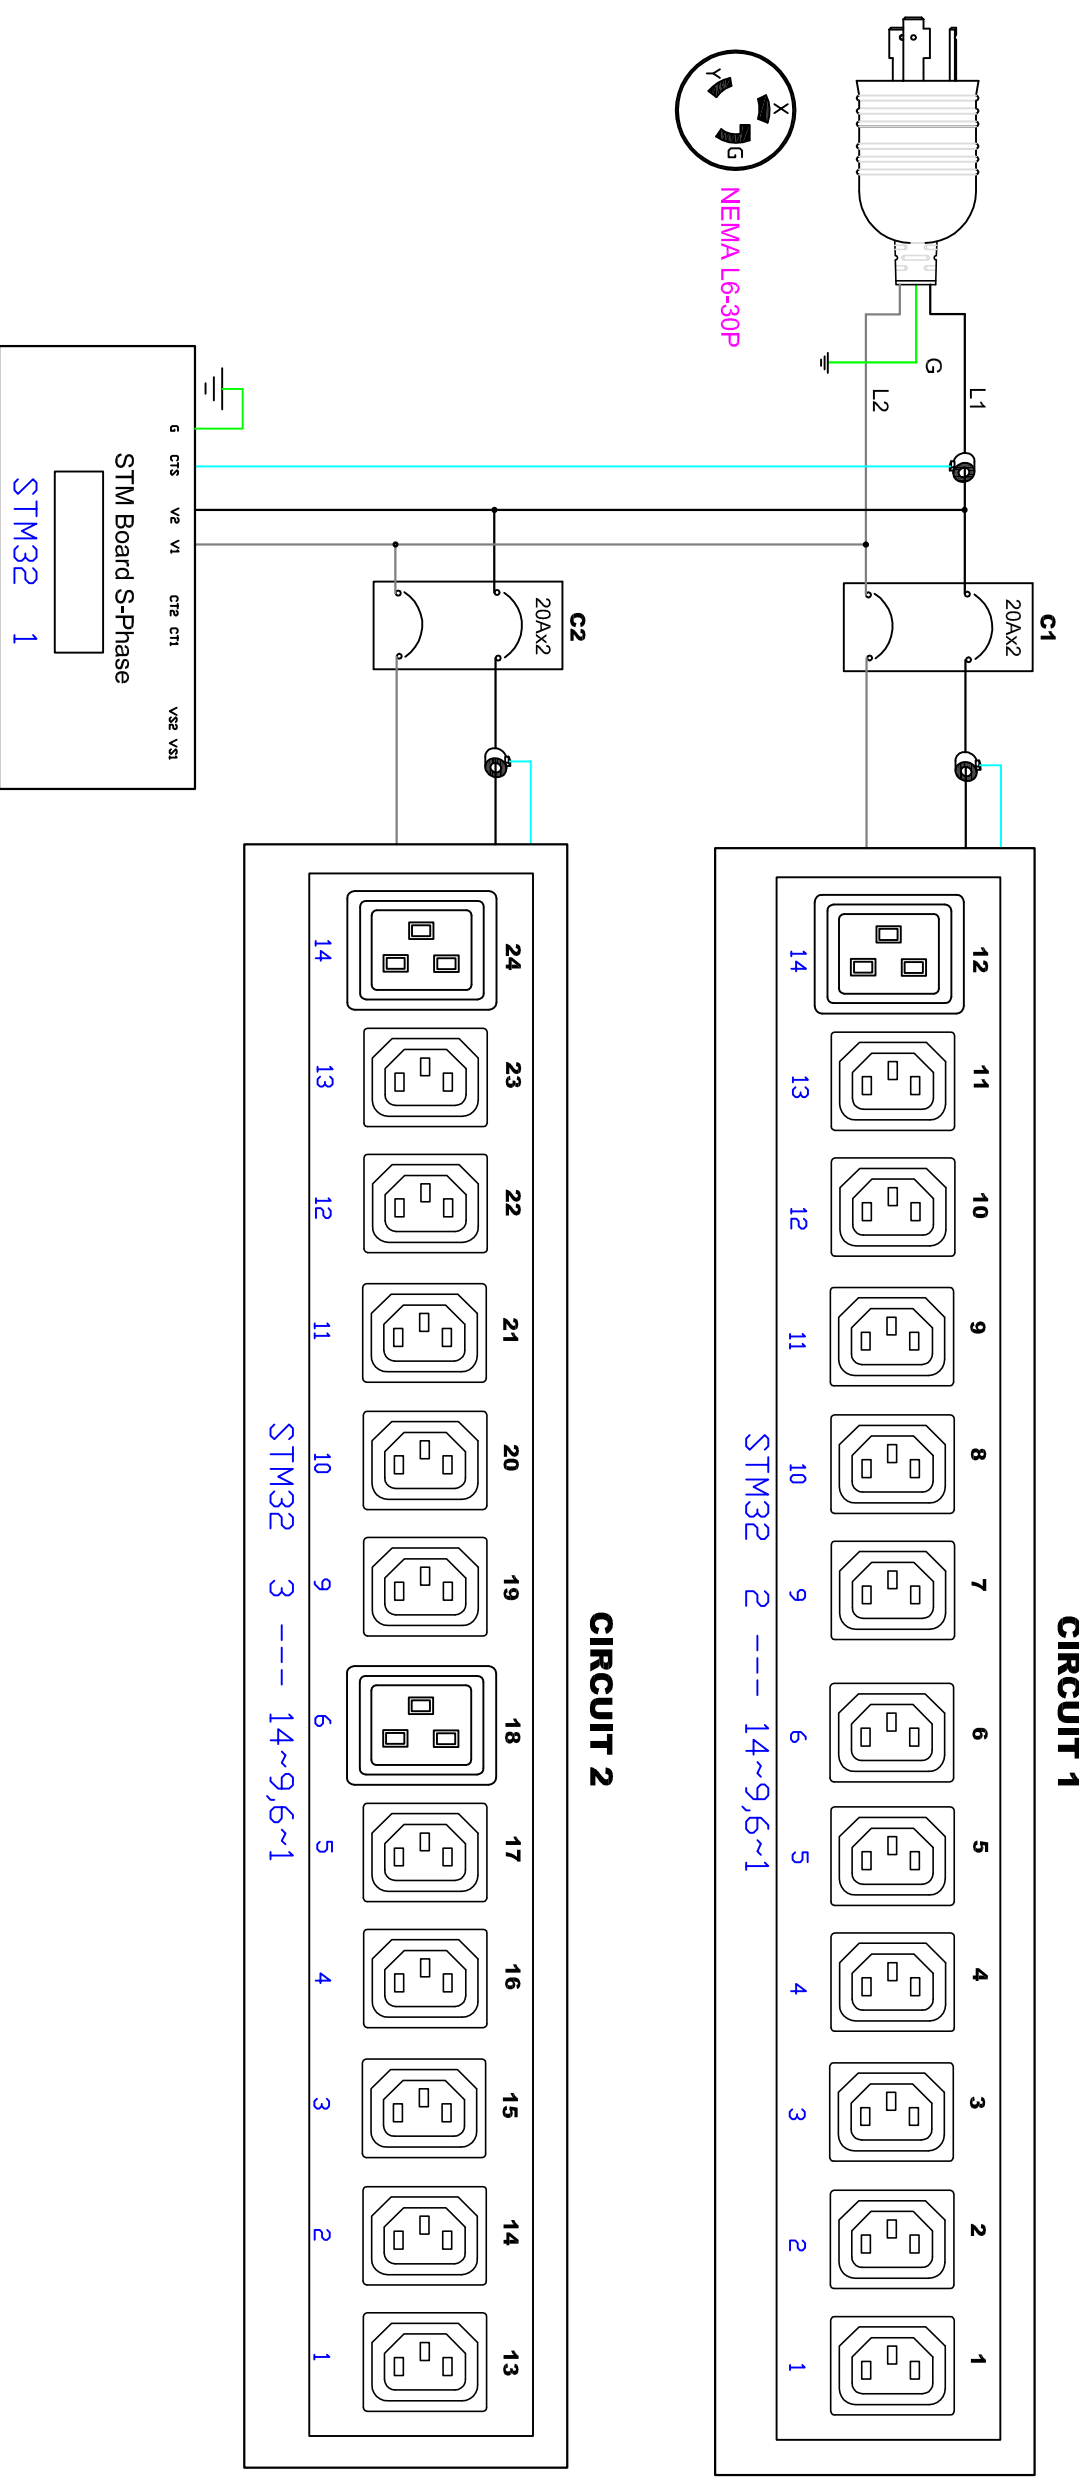 NEMA L6-30P
X
Y
G
G
L1
L2
C1
20Ax2
C2
20Ax2
CIRCUIT 1
12 11 10 9 8 7 6 5 4 3 2 1
14 13 12 11 10 9 6 5 4 3 2 1
STM32 2 --- 14~9,6~1
CIRCUIT 2
24 23 22 21 20 19 18 17 16 15 14 13
14 13 12 11 10 9 6 5 4 3 2 1
STM32 3 --- 14~9,6~1
G CTS V2 V1 CT2 CT1 VS2 VS1
STM Board S-Phase
STM32 1